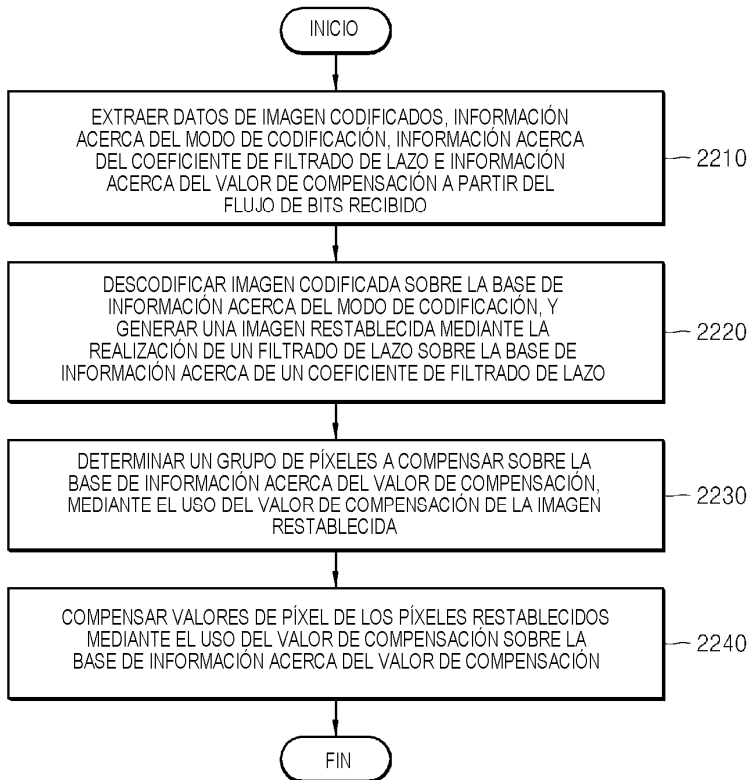 INICIO
EXTRAER DATOS DE IMAGEN CODIFICADOS, INFORMACIÓN
ACERCA DEL MODO DE CODIFICACIÓN, INFORMACIÓN ACERCA
DEL COEFICIENTE DE FILTRADO DE LAZO E INFORMACIÓN
ACERCA DEL VALOR DE COMPENSACIÓN A PARTIR DEL
FLUJO DE BITS RECIBIDO
2210
DESCODIFICAR IMAGEN CODIFICADA SOBRE LA BASE DE
INFORMACIÓN ACERCA DEL MODO DE CODIFICACIÓN, Y
GENERAR UNA IMAGEN RESTABLECIDA MEDIANTE LA
REALIZACIÓN DE UN FILTRADO DE LAZO SOBRE LA BASE DE
INFORMACIÓN ACERCA DE UN COEFICIENTE DE FILTRADO DE LAZO
2220
DETERMINAR UN GRUPO DE PÍXELES A COMPENSAR SOBRE LA
BASE DE INFORMACIÓN ACERCA DEL VALOR DE COMPENSACIÓN,
MEDIANTE EL USO DEL VALOR DE COMPENSACIÓN DE LA IMAGEN
RESTABLECIDA
2230
COMPENSAR VALORES DE PÍXEL DE LOS PÍXELES RESTABLECIDOS
MEDIANTE EL USO DEL VALOR DE COMPENSACIÓN SOBRE LA
BASE DE INFORMACIÓN ACERCA DEL VALOR DE COMPENSACIÓN
2240
FIN